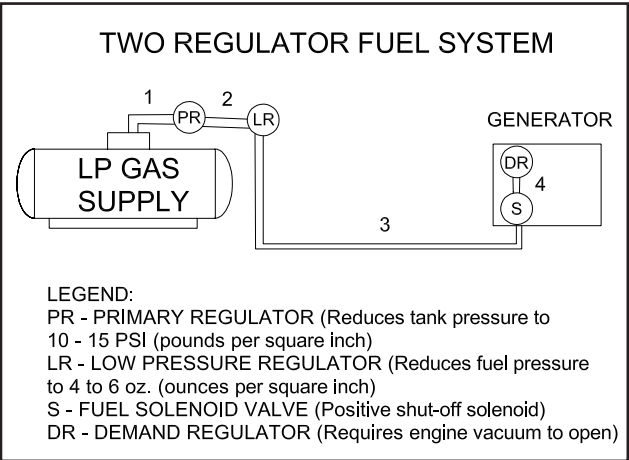 TWO REGULATOR FUEL SYSTEM
1
2
PR
LR
GENERATOR
LP GAS
SUPPLY
DR
4
S
3
LEGEND:
PR - PRIMARY REGULATOR (Reduces tank pressure to
10 - 15 PSI (pounds per square inch)
LR - LOW PRESSURE REGULATOR (Reduces fuel pressure
to 4 to 6 oz. (ounces per square inch)
S - FUEL SOLENOID VALVE (Positive shut-off solenoid)
DR - DEMAND REGULATOR (Requires engine vacuum to open)